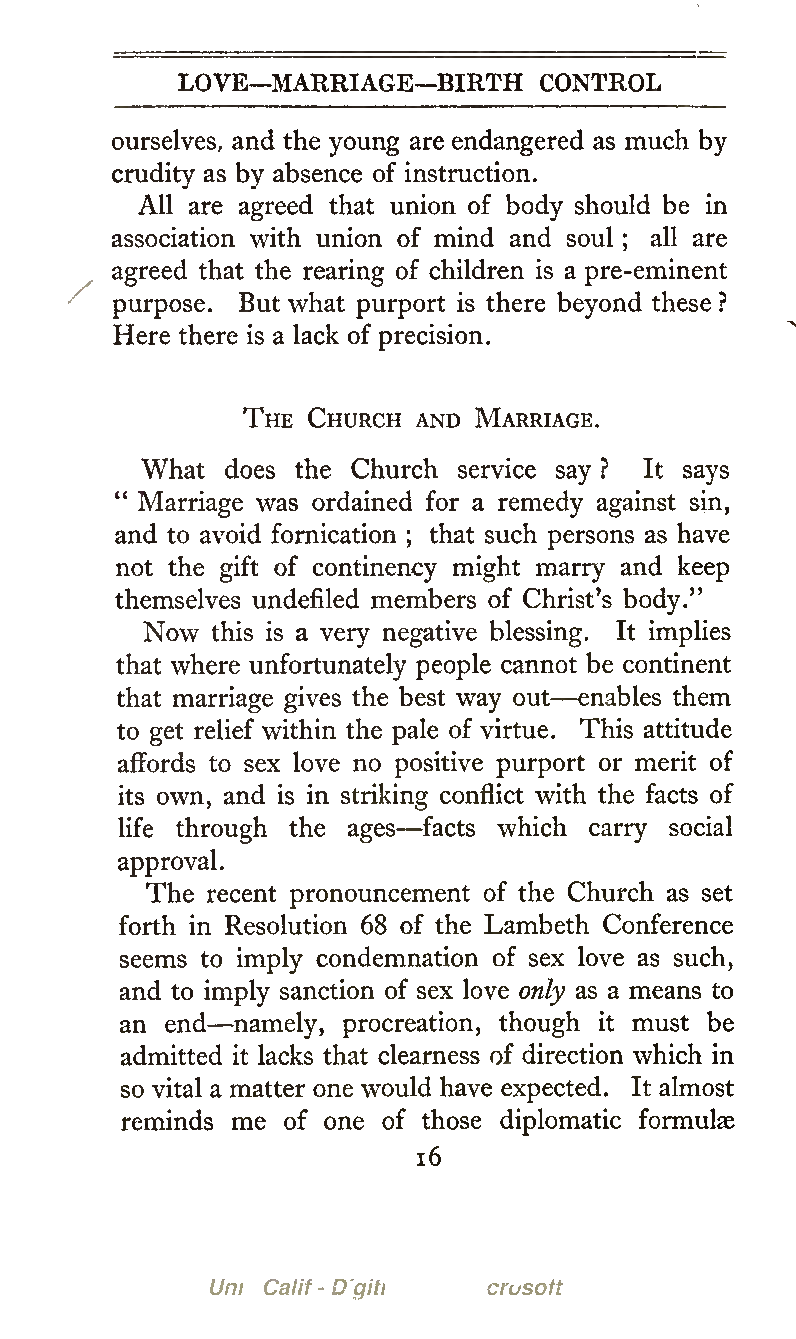 LOVE—MARRIAGE—BIRTH CONTROL
ourselves, and the young are endangered as much by
crudity as by absence of instruction.
All are agreed that union of body should be in
association with union of mind and soul ; all are
agreed that the rearing of children is a pre-eminent
purpose. But what purport is there beyond these ?
Here there is a lack of precision.
THE CHURCH AND MARRIAGE.
What does the Church service say ? It says
“ Marriage was ordained for a remedy against sin,
and to avoid fornication ; that such persons as have
not the gift of continency might marry and keep
themselves undefiled members of Christ's body.”
Now this is a very negative blessing. It implies
that where unfortunately people cannot be continent
that marriage gives the best way out—enables them
to get relief within the pale of virtue. This attitude
affords to sex love no positive purport or merit of
its own, and is in striking conflict with the facts of
life through the ages—facts which carry social
approval.
The recent pronouncement of the Church as set
forth in Resolution 68 of the Lambeth Conference
seems to imply condemnation of sex love as such,
and to imply sanction of sex love only as a means to
an end—namely, procreation, though it must be
admitted it lacks that clearness of direction which in
so vital a matter one would have expected. It almost
reminds me of one of those diplomatic formulæ
16
Calif -